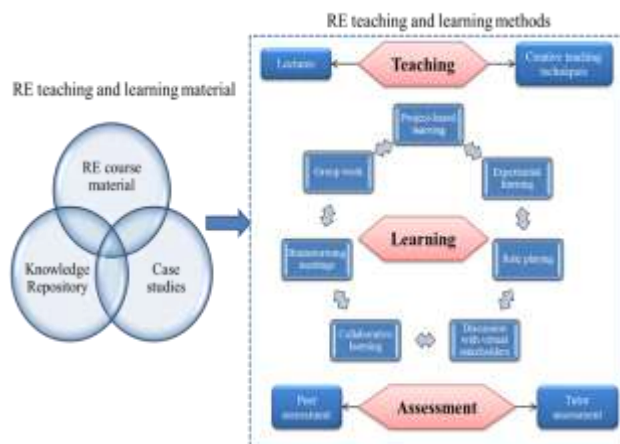 RE teaching and learning methods
Lectures
Teaching
Creative teaching
techniques
RE teaching and learning material
RE course
material
Knowledge
Repository
Case
studies
Project-based
learning
Group work
Experiential
learning
Brainstorming
meetings
Learning
Role playing
Collaborative
learning
Discussion
with virtual
stakeholders
Peer
assessment
Assessment
Tutor
assessment